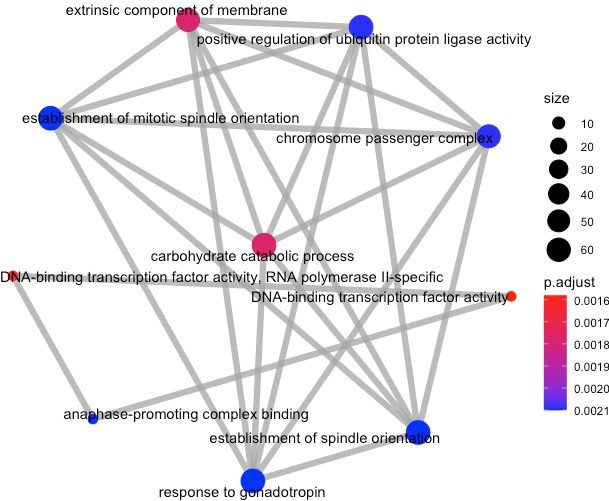 extrinsic component of membrane
positive regulation of ubiquitin protein ligase activity
establishment of mitotic spindle orientation
chromosome passenger complex
carbohydrate catabolic process
DNA-binding transcription factor activity, RNA polymerase II-specific
DNA-binding transcription factor activity
anaphase-promoting complex binding
establishment of spindle orientation
response to gonadotropin
size
10
20
30
40
50
60
p.adjust
0.0016
0.0017
0.0018
0.0019
0.0020
0.0021